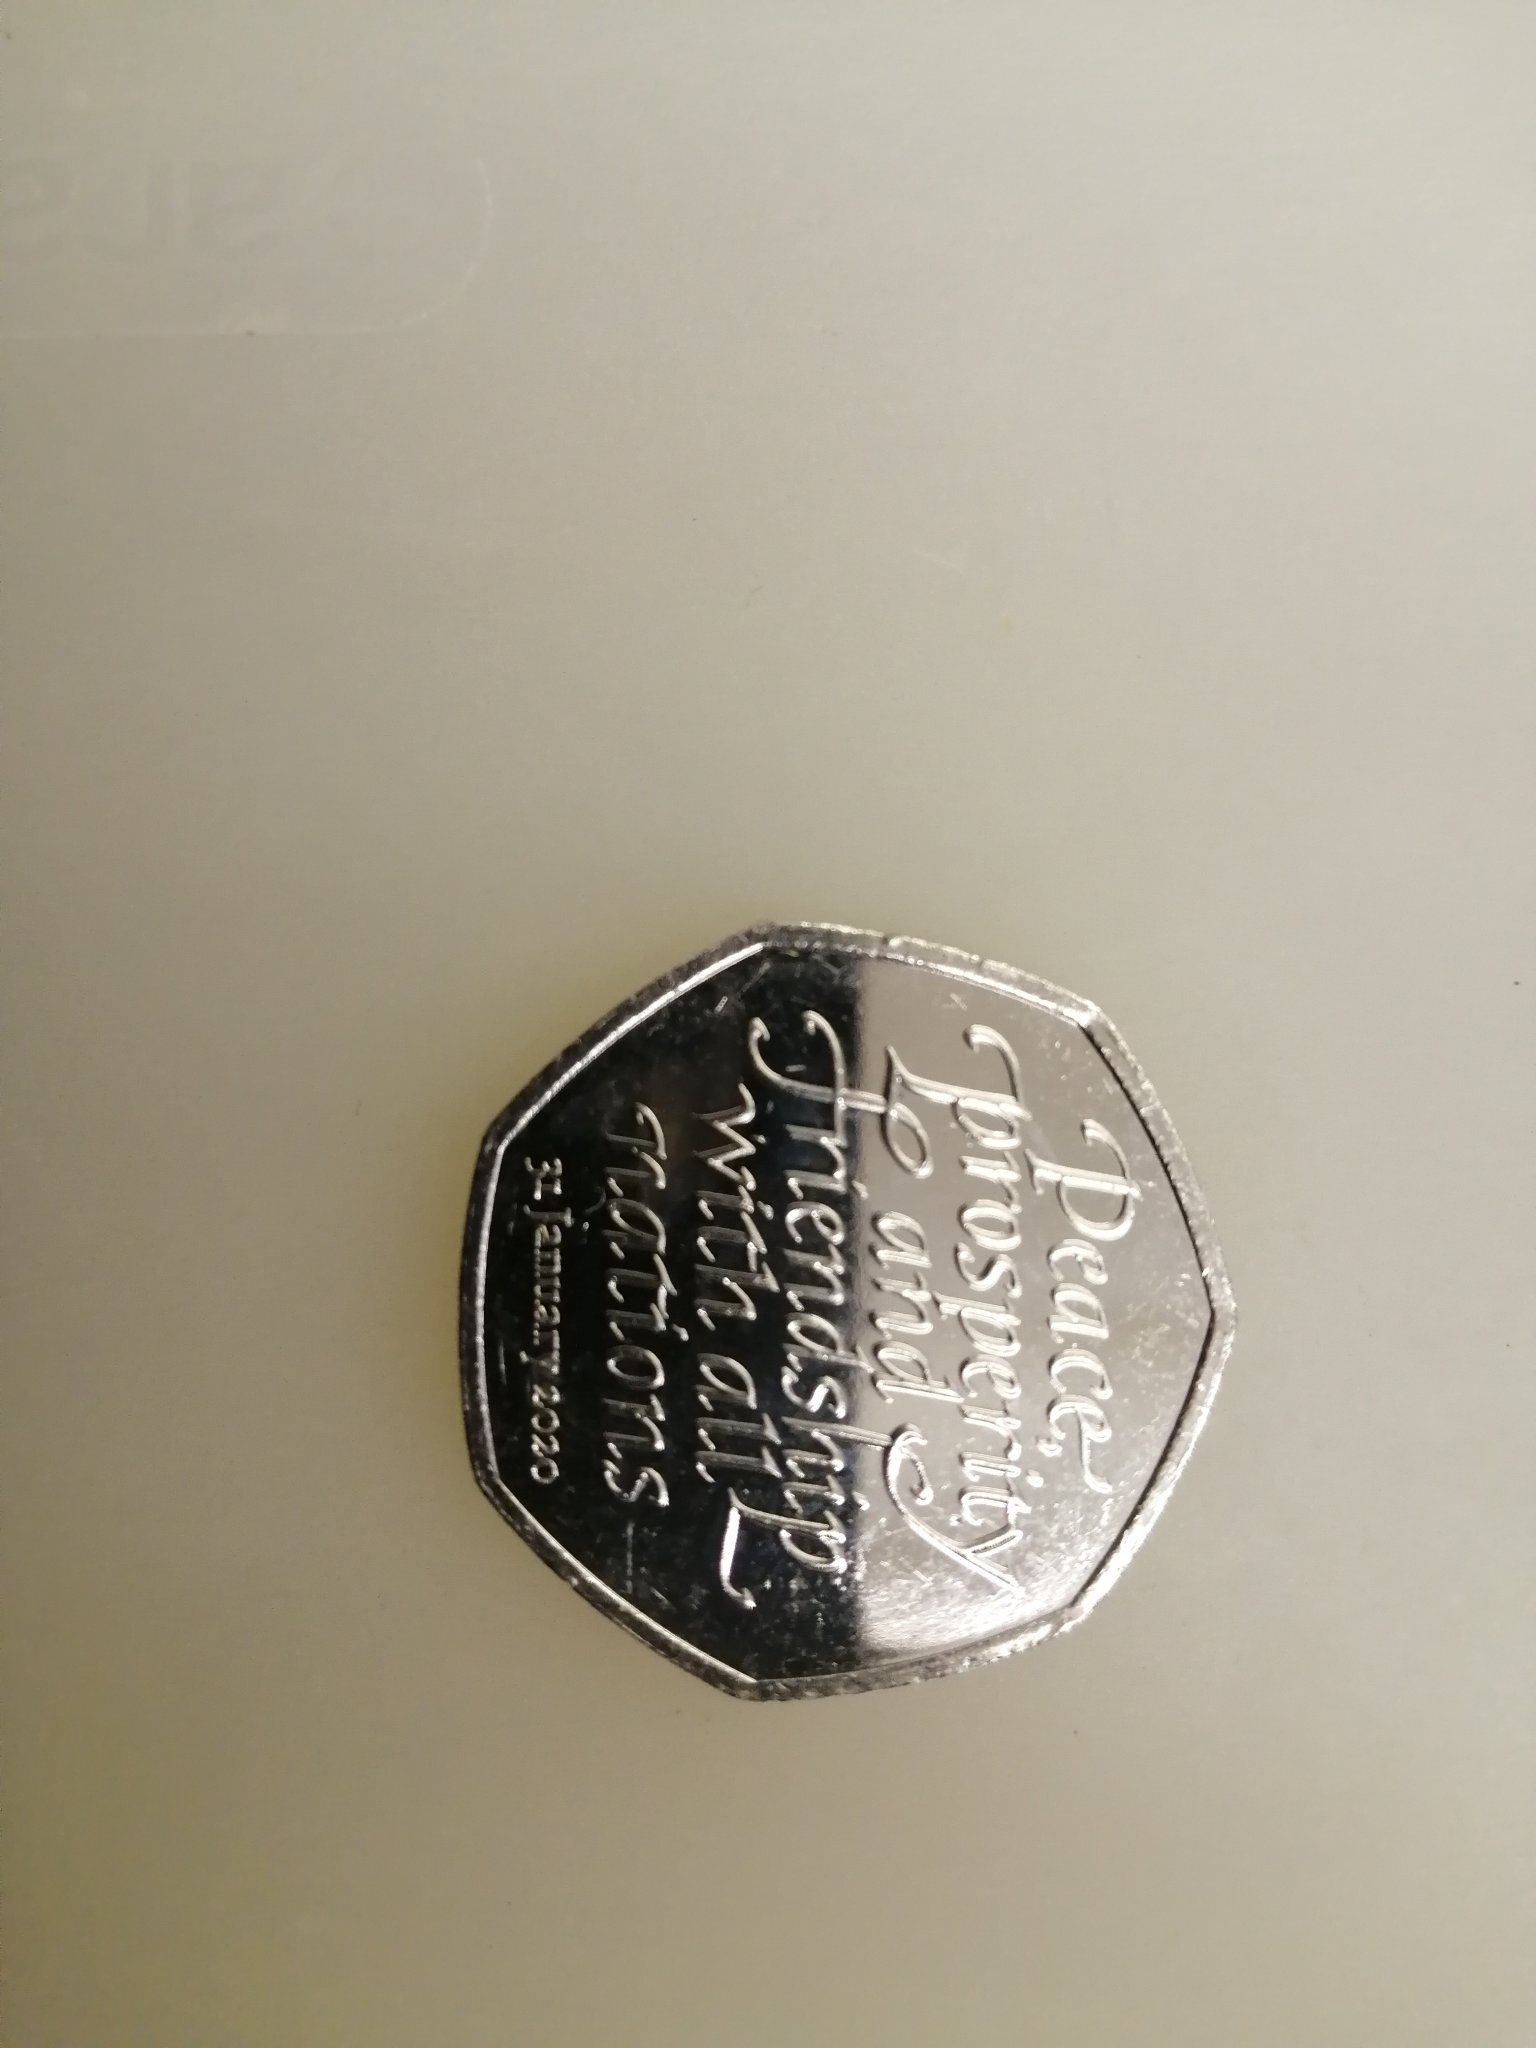 Peace,
prosperity
and
friendship
with all
nations
31 January 2020